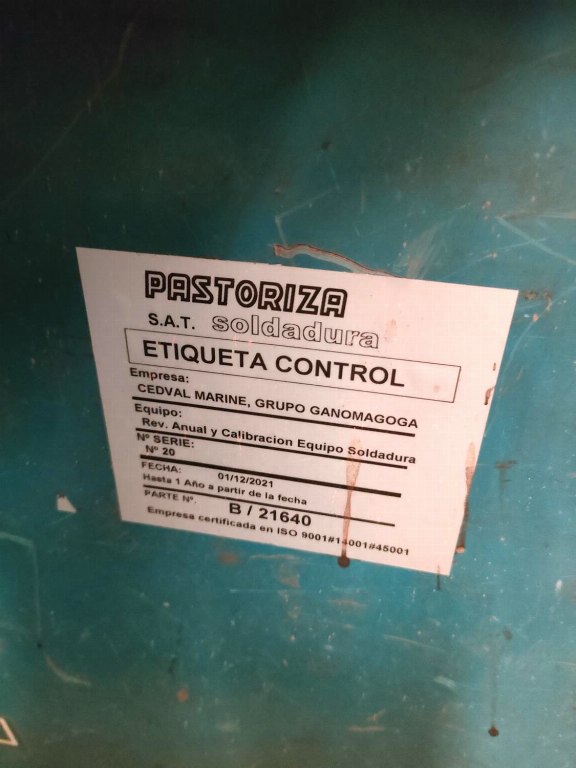 PASTORIZA
S.A.T. soldadura
ETIQUETA CONTROL
Empresa:
CEDVAL MARINE, GRUPO GANOMAGOGA
Equipo:
Rev. Anual y Calibracion Equipo Soldadura
Nº SERIE:
Nº 20
FECHA: 01/12/2021
Hasta 1 Año a partir de la fecha
PARTE Nº. B / 21640
Empresa certificada en ISO 9001#14001#45001